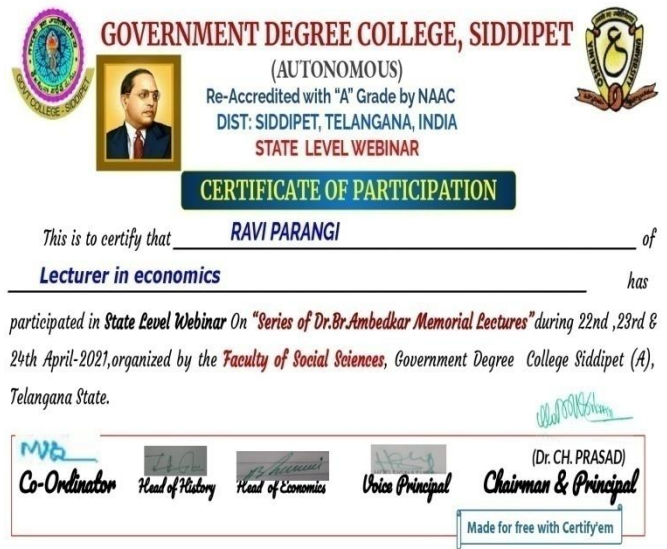 GOVERNMENT DEGREE COLLEGE, SIDDIPET
(AUTONOMOUS)
Re-Accredited with "A" Grade by NAAC
DIST: SIDDIPET, TELANGANA, INDIA
STATE LEVEL WEBINAR
CERTIFICATE OF PARTICIPATION
This is to certify that RAVI PARANGI of
Lecturer in economics has
participated in State Level Webinar On "Series of Dr.Br.Ambedkar Memorial Lectures" during 22nd ,23rd &
24th April-2021,organized by the Faculty of Social Sciences, Government Degree College Siddipet (A),
Telangana State.
(Dr. CH. PRASAD)
Co-Ordinator Head of History Head of Economics Voice Principal Chairman & Principal
Made for free with Certify'em